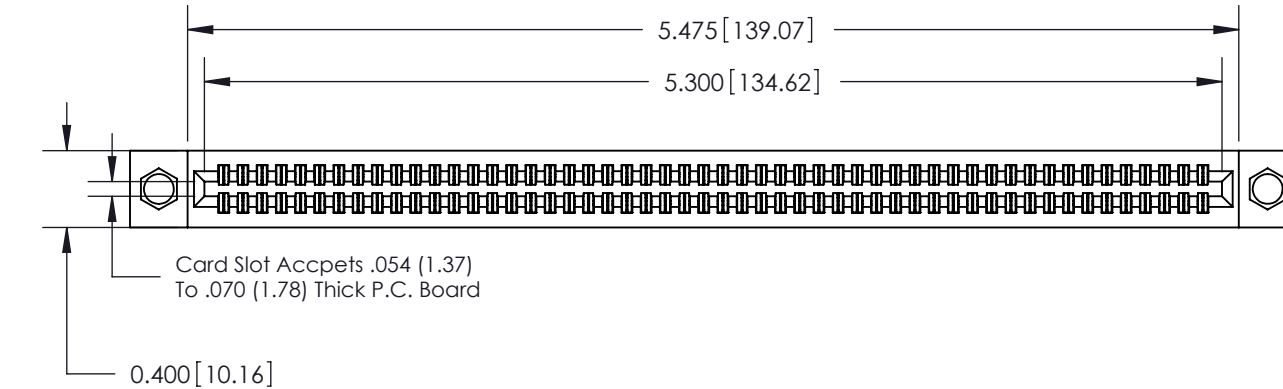 5.475[139.07]
5.300[134.62]
Card Slot Accpets .054 (1.37)
To .070 (1.78) Thick P.C. Board
0.400[10.16]